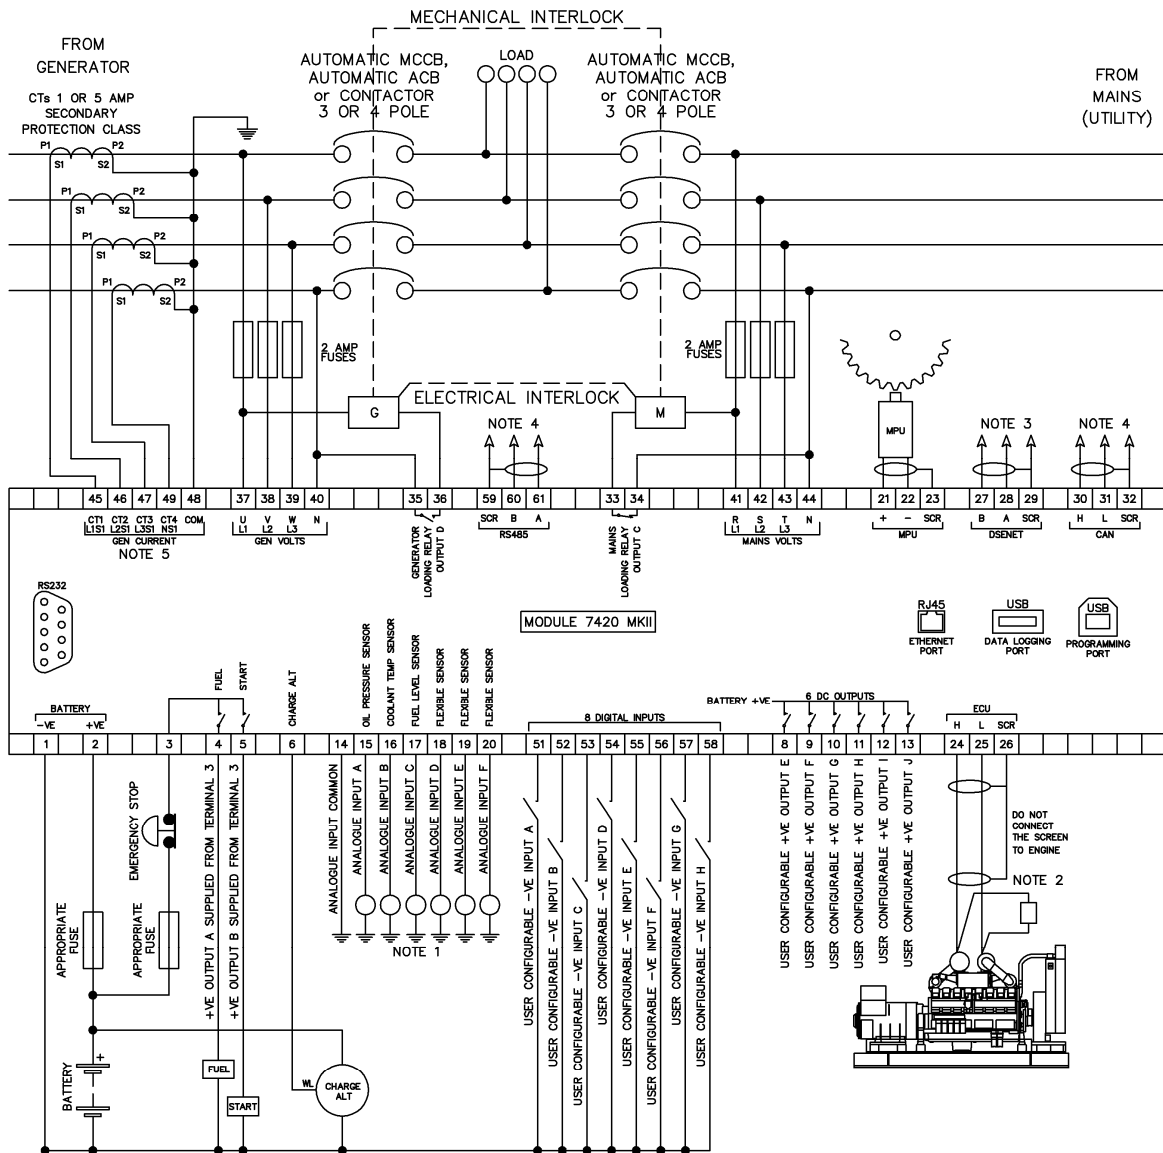 MECHANICAL INTERLOCK
FROM
GENERATOR
CTs 1 OR 5 AMP
SECONDARY
PROTECTION CLASS
AUTOMATIC MCCB,
AUTOMATIC ACB
or CONTACTOR
3 OR 4 POLE
LOAD
AUTOMATIC MCCB,
AUTOMATIC ACB
or CONTACTOR
3 OR 4 POLE
FROM
MAINS
(UTILITY)
P1 P2
S1 S2
P1 P2
S1 S2
P1 P2
S1 S2
P1 P2
S1 S2
2 AMP
FUSES
2 AMP
FUSES
ELECTRICAL INTERLOCK
G
M
MPU
NOTE 4
NOTE 3
NOTE 4
45 46 47 49 48 37 38 39 40 35 36 59 60 61 33 34 41 42 43 44 21 22 23 27 28 29 30 31 32
CT1 CT2 CT3 CT4 COM
L1S1 L2S1 L3S1 NS1
GEN CURRENT
NOTE 5
U V W N
L1 L2 L3
GEN VOLTS
GENERATOR
LOADING RELAY
OUTPUT D
SCR B A
RS485
MAINS
LOADING RELAY
OUTPUT C
R S T N
L1 L2 L3
MAINS VOLTS
+ − SCR
MPU
B A SCR
DSENET
H L SCR
CAN
RS232
MODULE 7420 MKII
RJ45
ETHERNET
PORT
USB
DATA LOGGING
PORT
USB
PROGRAMMING
PORT
BATTERY
−VE +VE
FUEL
START
CHARGE ALT
OIL PRESSURE SENSOR
COOLANT TEMP SENSOR
FUEL LEVEL SENSOR
FLEXIBLE SENSOR
FLEXIBLE SENSOR
FLEXIBLE SENSOR
8 DIGITAL INPUTS
BATTERY +VE
6 DC OUTPUTS
ECU
H L SCR
1 2 3 4 5 6 14 15 16 17 18 19 20 51 52 53 54 55 56 57 58 8 9 10 11 12 13 24 25 26
EMERGENCY STOP
APPROPRIATE
FUSE
APPROPRIATE
FUSE
+VE OUTPUT A SUPPLIED FROM TERMINAL 3
+VE OUTPUT B SUPPLIED FROM TERMINAL 3
ANALOGUE INPUT COMMON
ANALOGUE INPUT A
ANALOGUE INPUT B
ANALOGUE INPUT C
ANALOGUE INPUT D
ANALOGUE INPUT E
ANALOGUE INPUT F
NOTE 1
USER CONFIGURABLE −VE INPUT A
USER CONFIGURABLE −VE INPUT B
USER CONFIGURABLE −VE INPUT C
USER CONFIGURABLE −VE INPUT D
USER CONFIGURABLE −VE INPUT E
USER CONFIGURABLE −VE INPUT F
USER CONFIGURABLE −VE INPUT G
USER CONFIGURABLE −VE INPUT H
USER CONFIGURABLE +VE OUTPUT E
USER CONFIGURABLE +VE OUTPUT F
USER CONFIGURABLE +VE OUTPUT G
USER CONFIGURABLE +VE OUTPUT H
USER CONFIGURABLE +VE OUTPUT I
USER CONFIGURABLE +VE OUTPUT J
DO NOT
CONNECT
THE SCREEN
TO ENGINE
NOTE 2
+
BATTERY
FUEL
START
WL
CHARGE
ALT